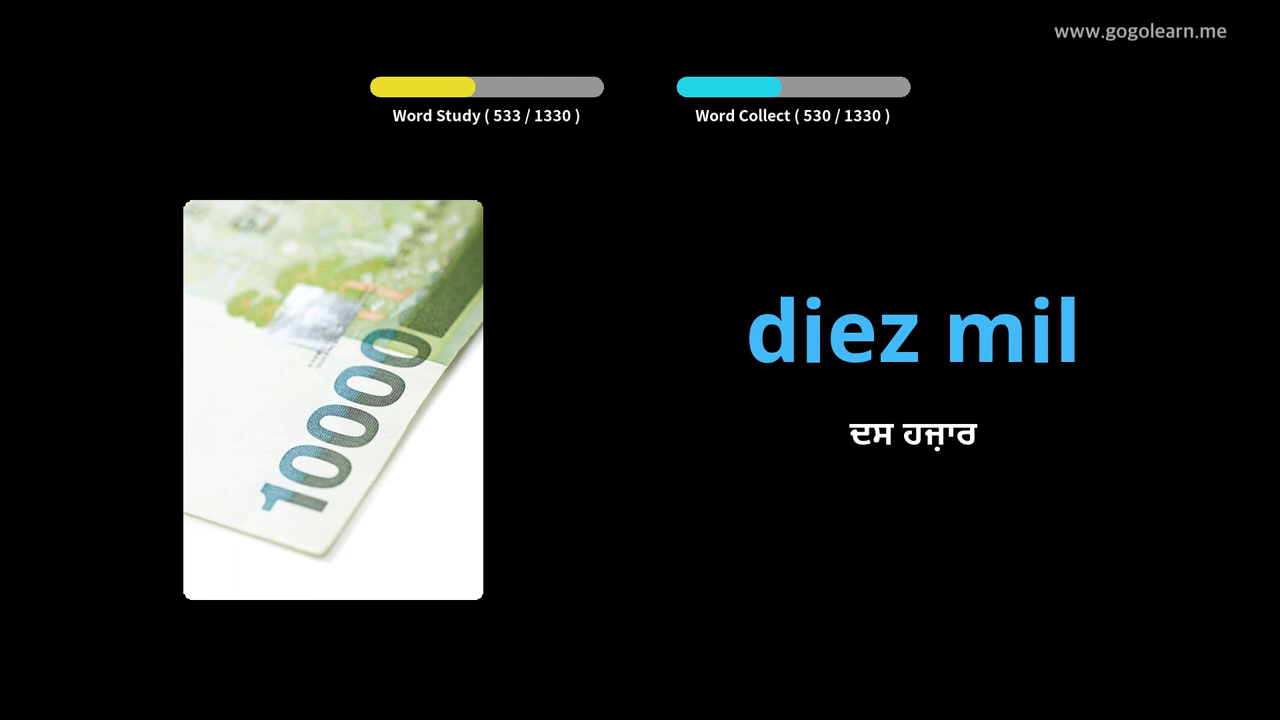 www.gogolearn.me
Word Study ( 533 / 1330 )
Word Collect ( 530 / 1330 )
10000
diez mil
ਦਸ ਹਜ਼ਾਰ